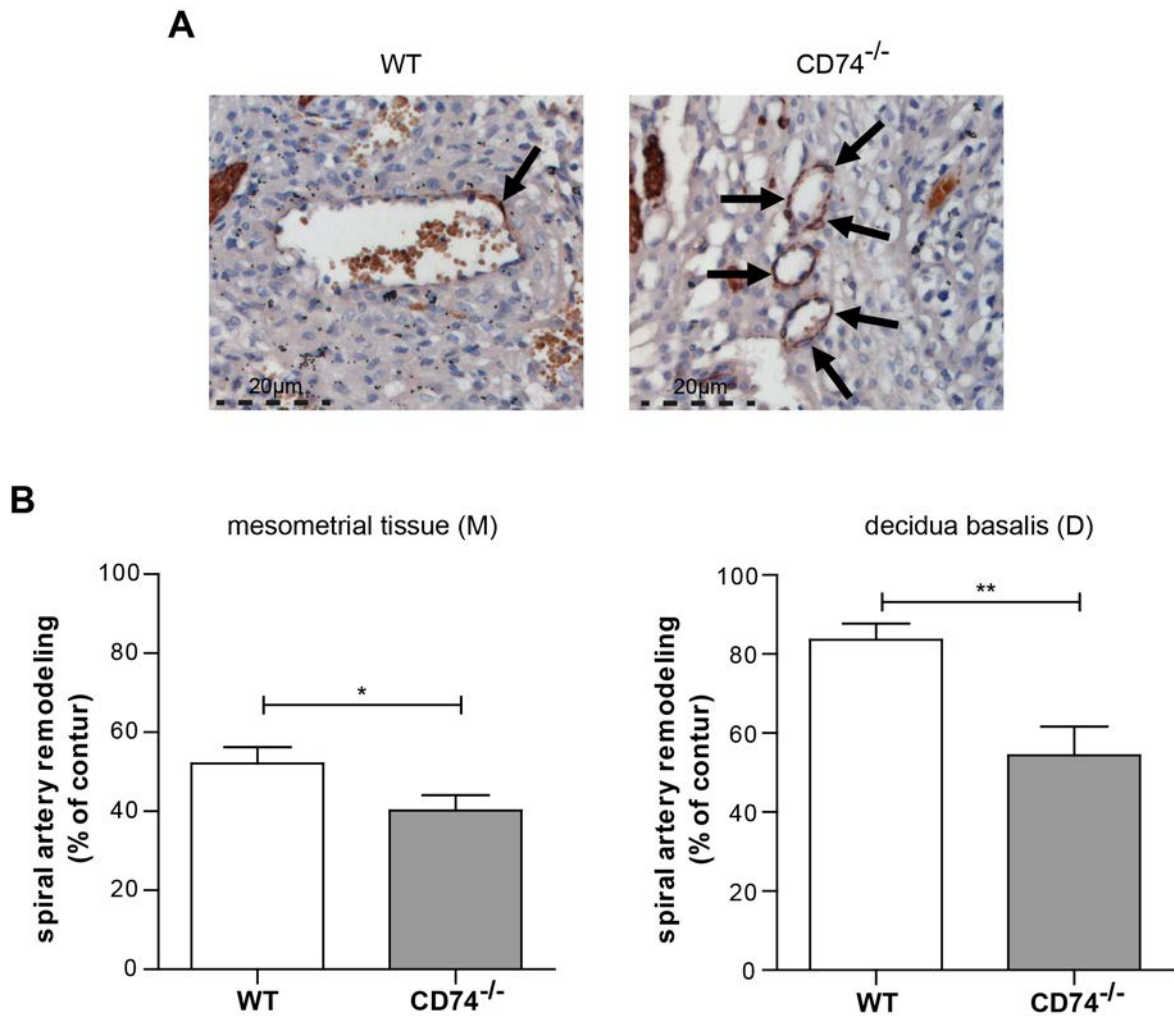 A
WT
CD74-/-
20µm
20µm
B
mesometrial tissue (M)
spiral artery remodeling
(% of contur)
100
80
60
40
20
0
*
WT
CD74-/-
decidua basalis (D)
spiral artery remodeling
(% of contur)
100
80
60
40
20
0
**
WT
CD74-/-